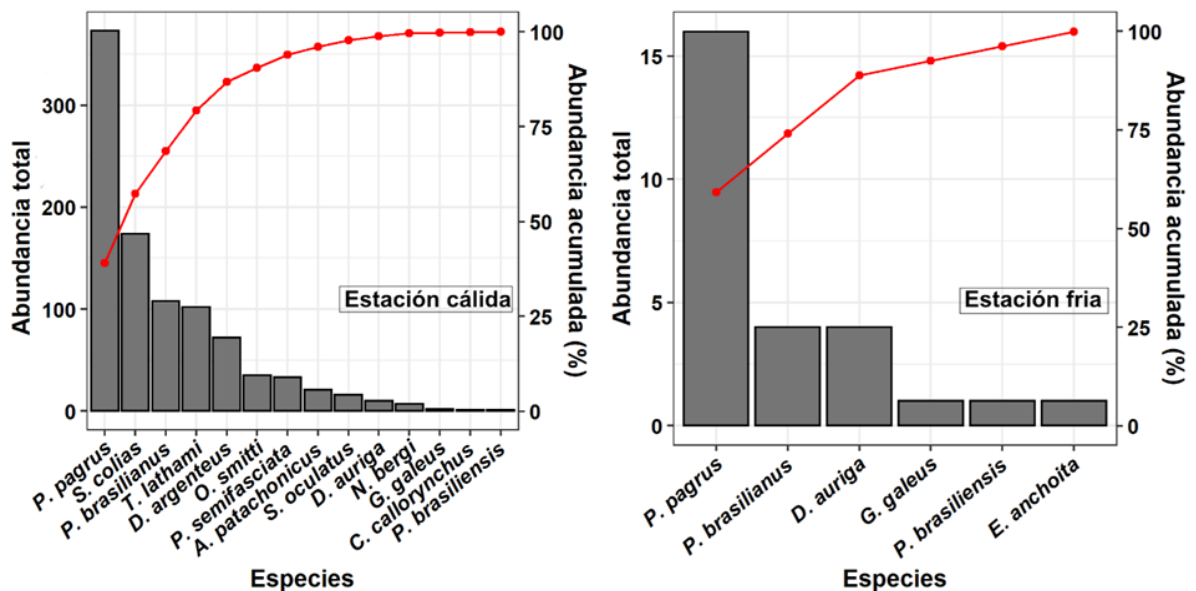 Abundancia total
300
200
100
0
100
75
50
25
0
Abundancia acumulada (%)
Estación cálida
P. pagrus
S. colias
P. brasilianus
T. lathami
D. argenteus
O. smitti
P. semifasciata
A. patachonicus
S. oculatus
D. auriga
N. bergi
G. galeus
C. callorynchus
P. brasiliensis
Especies
Abundancia total
15
10
5
0
100
75
50
25
0
Abundancia acumulada (%)
Estación fria
P. pagrus
P. brasilianus
D. auriga
G. galeus
P. brasiliensis
E. anchoita
Especies